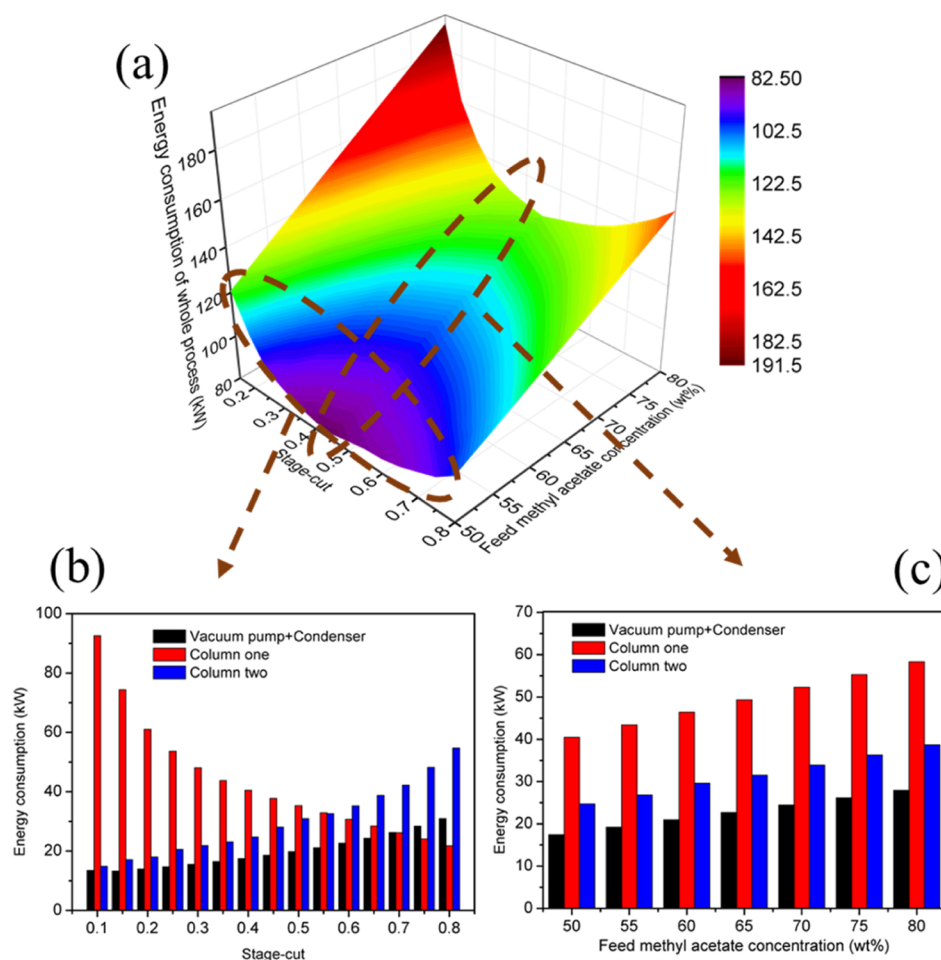 (a)
Energy consumption of whole process (kW)
180
160
140
120
100
80
0.2
0.3
0.4
0.5
0.6
0.7
0.8
Stage-cut
50
55
60
65
70
75
80
Feed methyl acetate concentration (wt%)
82.50
102.5
122.5
142.5
162.5
182.5
191.5
(b)
Energy consumption (kW)
100
80
60
40
20
0
Vacuum pump+Condenser
Column one
Column two
0.1 0.2 0.3 0.4 0.5 0.6 0.7 0.8
Stage-cut
(c)
Energy consumption (kW)
70
60
50
40
30
20
10
0
Vacuum pump+Condenser
Column one
Column two
50 55 60 65 70 75 80
Feed methyl acetate concentration (wt%)